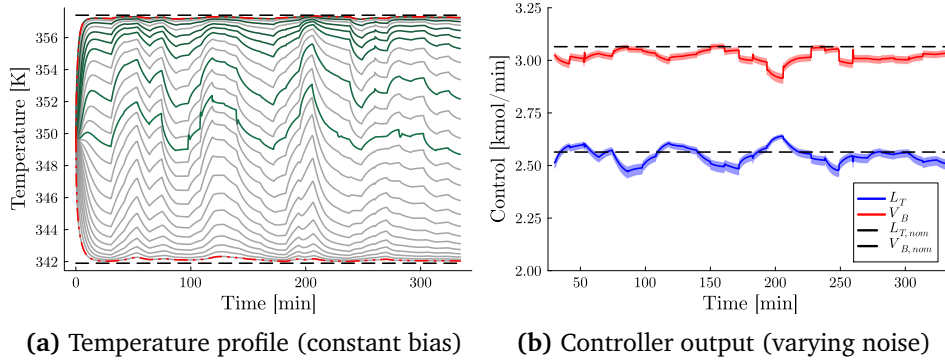 356
354
352
350
348
346
344
342
Temperature [K]
0
100
200
300
Time [min]
(a) Temperature profile (constant bias)
3.25
3.00
2.75
2.50
2.25
2.00
Control [kmol/min]
50
100
150
200
250
300
Time [min]
L_T
V_B
L_{T,nom}
V_{B,nom}
(b) Controller output (varying noise)